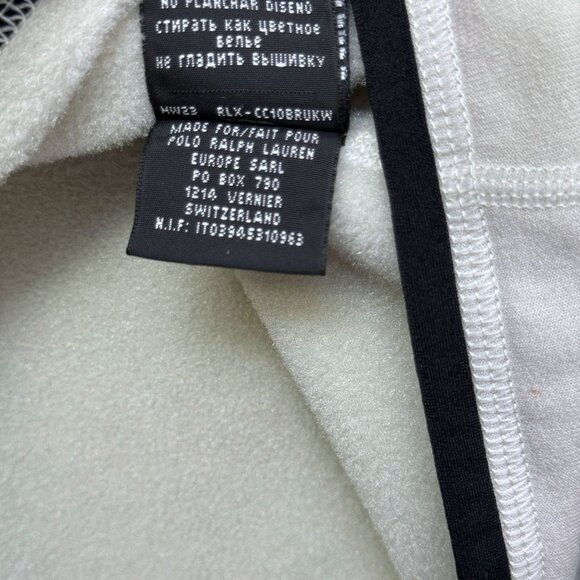 NO PLANCHAR DISEÑO
СТИРАТЬ КАК ЦВЕТНОЕ
БЕЛЬЕ
НЕ ГЛАДИТЬ ВЫШИВКУ
HW23 RLX-CC10BRUKW
MADE FOR/FAIT POUR
POLO RALPH LAUREN
EUROPE SARL
PO BOX 790
1214 VERNIER
SWITZERLAND
N.I.F: IT03945310963